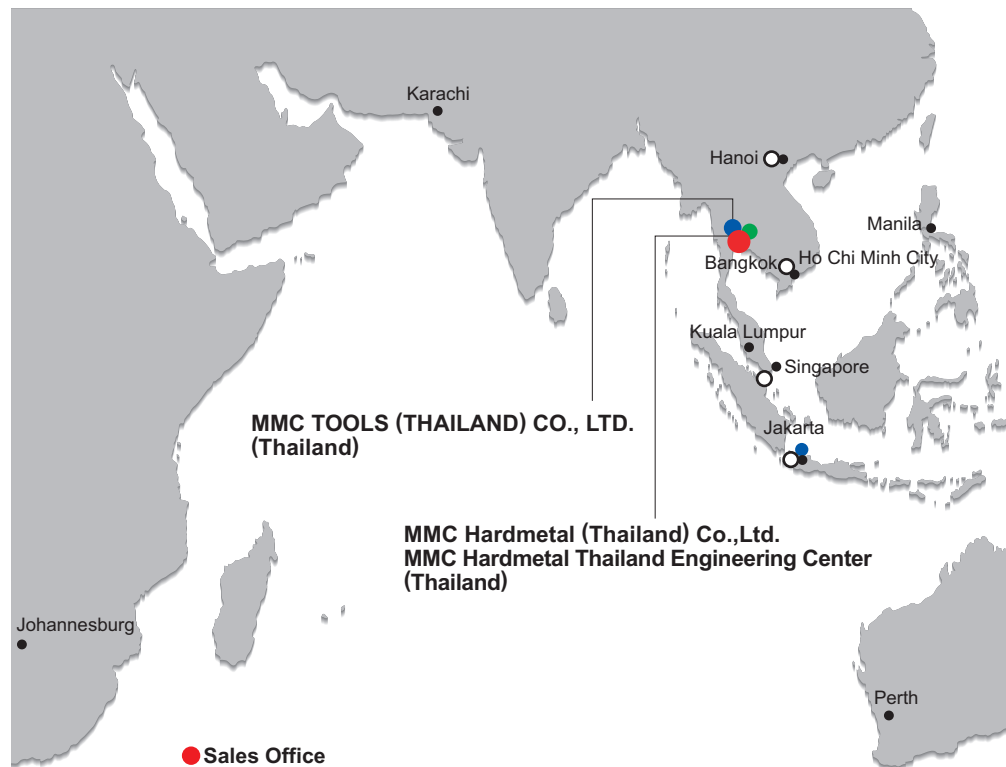 Karachi
Hanoi
Manila
Bangkok
Ho Chi Minh City
Kuala Lumpur
Singapore
MMC TOOLS (THAILAND) CO., LTD.
(Thailand)
Jakarta
MMC Hardmetal (Thailand) Co.,Ltd.
MMC Hardmetal Thailand Engineering Center
(Thailand)
Johannesburg
Perth
Sales Office